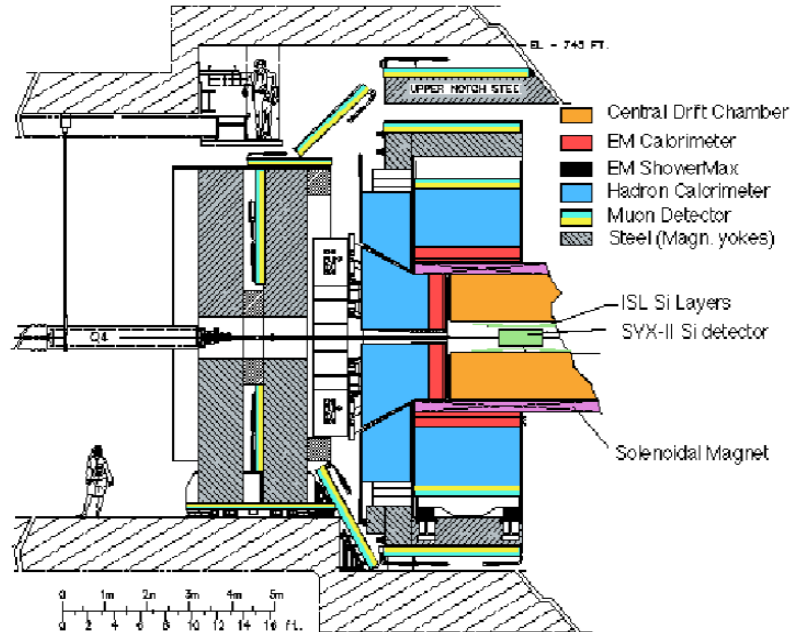 EL - 745 FT.
UPPER NOTCH STEEL
Central Drift Chamber
EM Calorimeter
EM ShowerMax
Hadron Calorimeter
Muon Detector
Steel (Magn. yokes)
ISL Si Layers
SVX-II Si detector
Q4
Solenoidal Magnet
0 1m 2m 3m 4m 5m
0 2 4 6 8 10 12 14 16 ft.